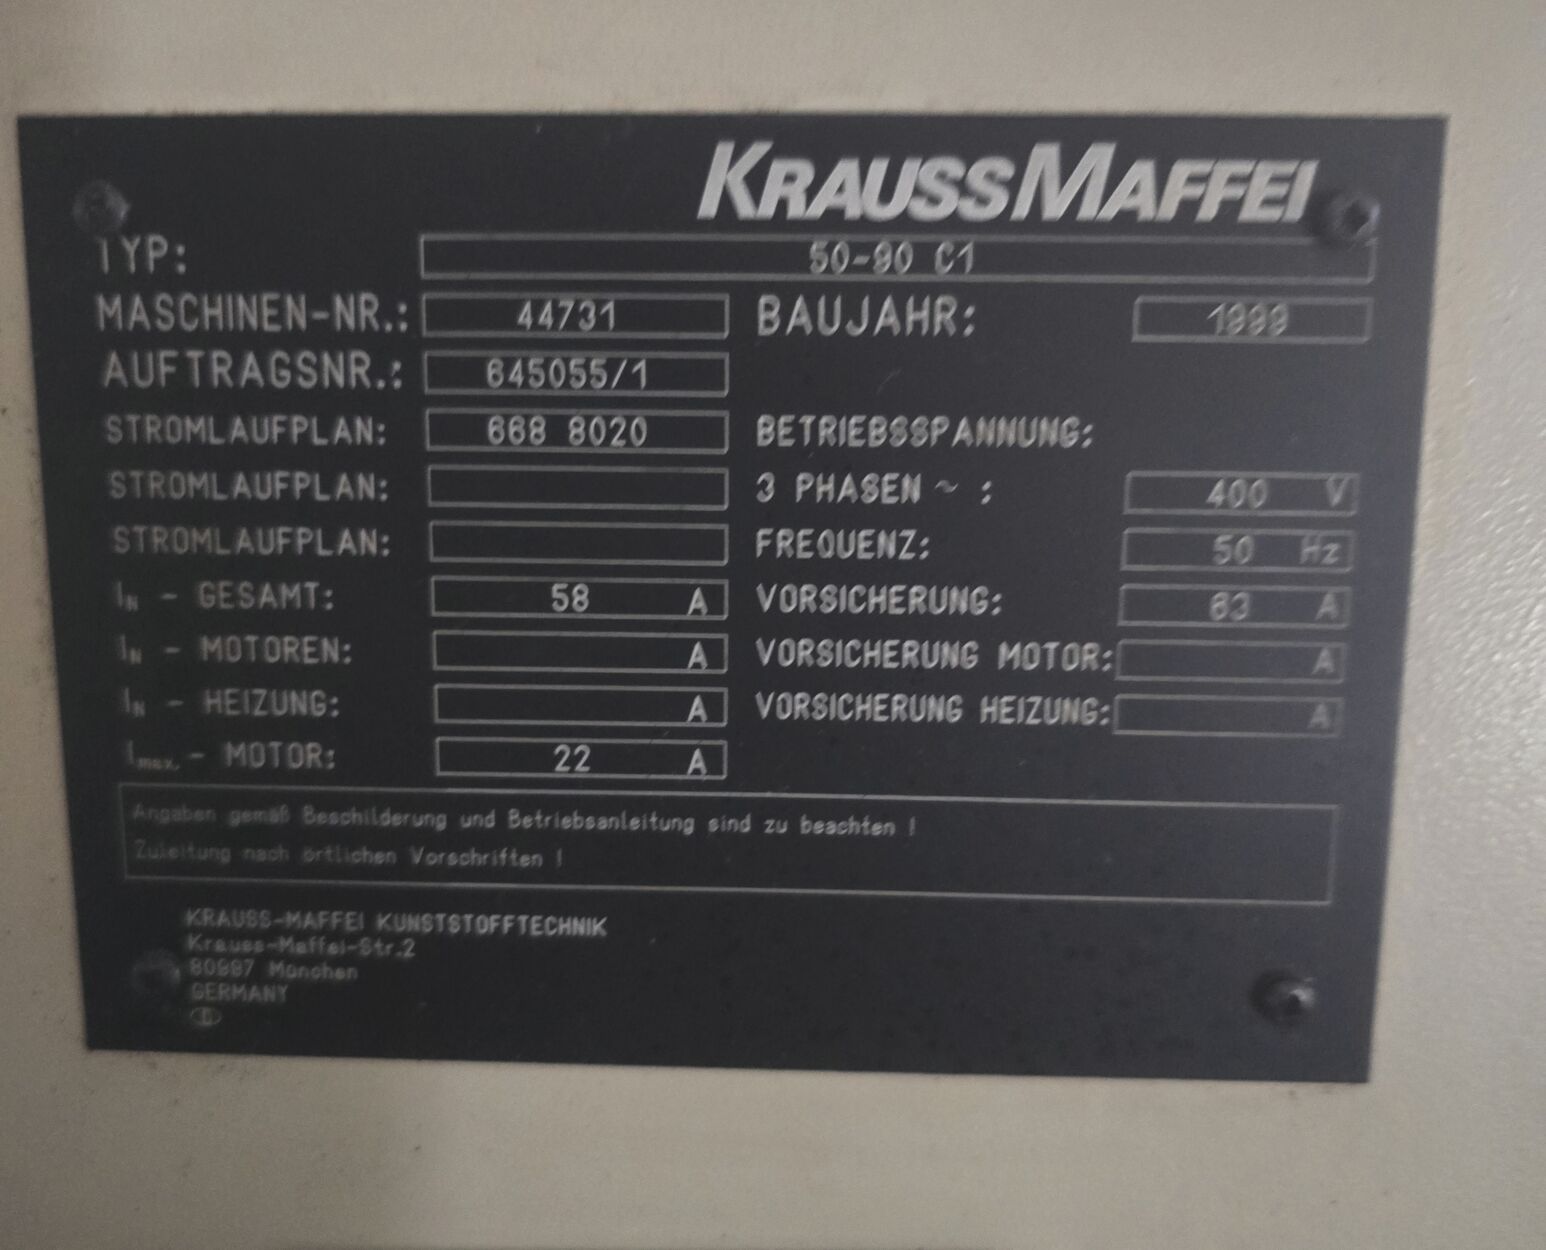 KRAUSSMAFFEI
TYP: 50-90 C1
MASCHINEN-NR.: 44731 BAUJAHR: 1999
AUFTRAGSNR.: 645055/1
STROMLAUFPLAN: 668 8020 BETRIEBSSPANNUNG:
STROMLAUFPLAN: 3 PHASEN ~ : 400 V
STROMLAUFPLAN: FREQUENZ: 50 Hz
IN - GESAMT: 58 A VORSICHERUNG: 63 A
IN - MOTOREN: A VORSICHERUNG MOTOR: A
IN - HEIZUNG: A VORSICHERUNG HEIZUNG: A
Imax. - MOTOR: 22 A
Angaben gemäß Beschilderung und Betriebsanleitung sind zu beachten !
Zuleitung nach örtlichen Vorschriften !
KRAUSS-MAFFEI KUNSTSTOFFTECHNIK
Krauss-Maffei-Str.2
80997 München
GERMANY